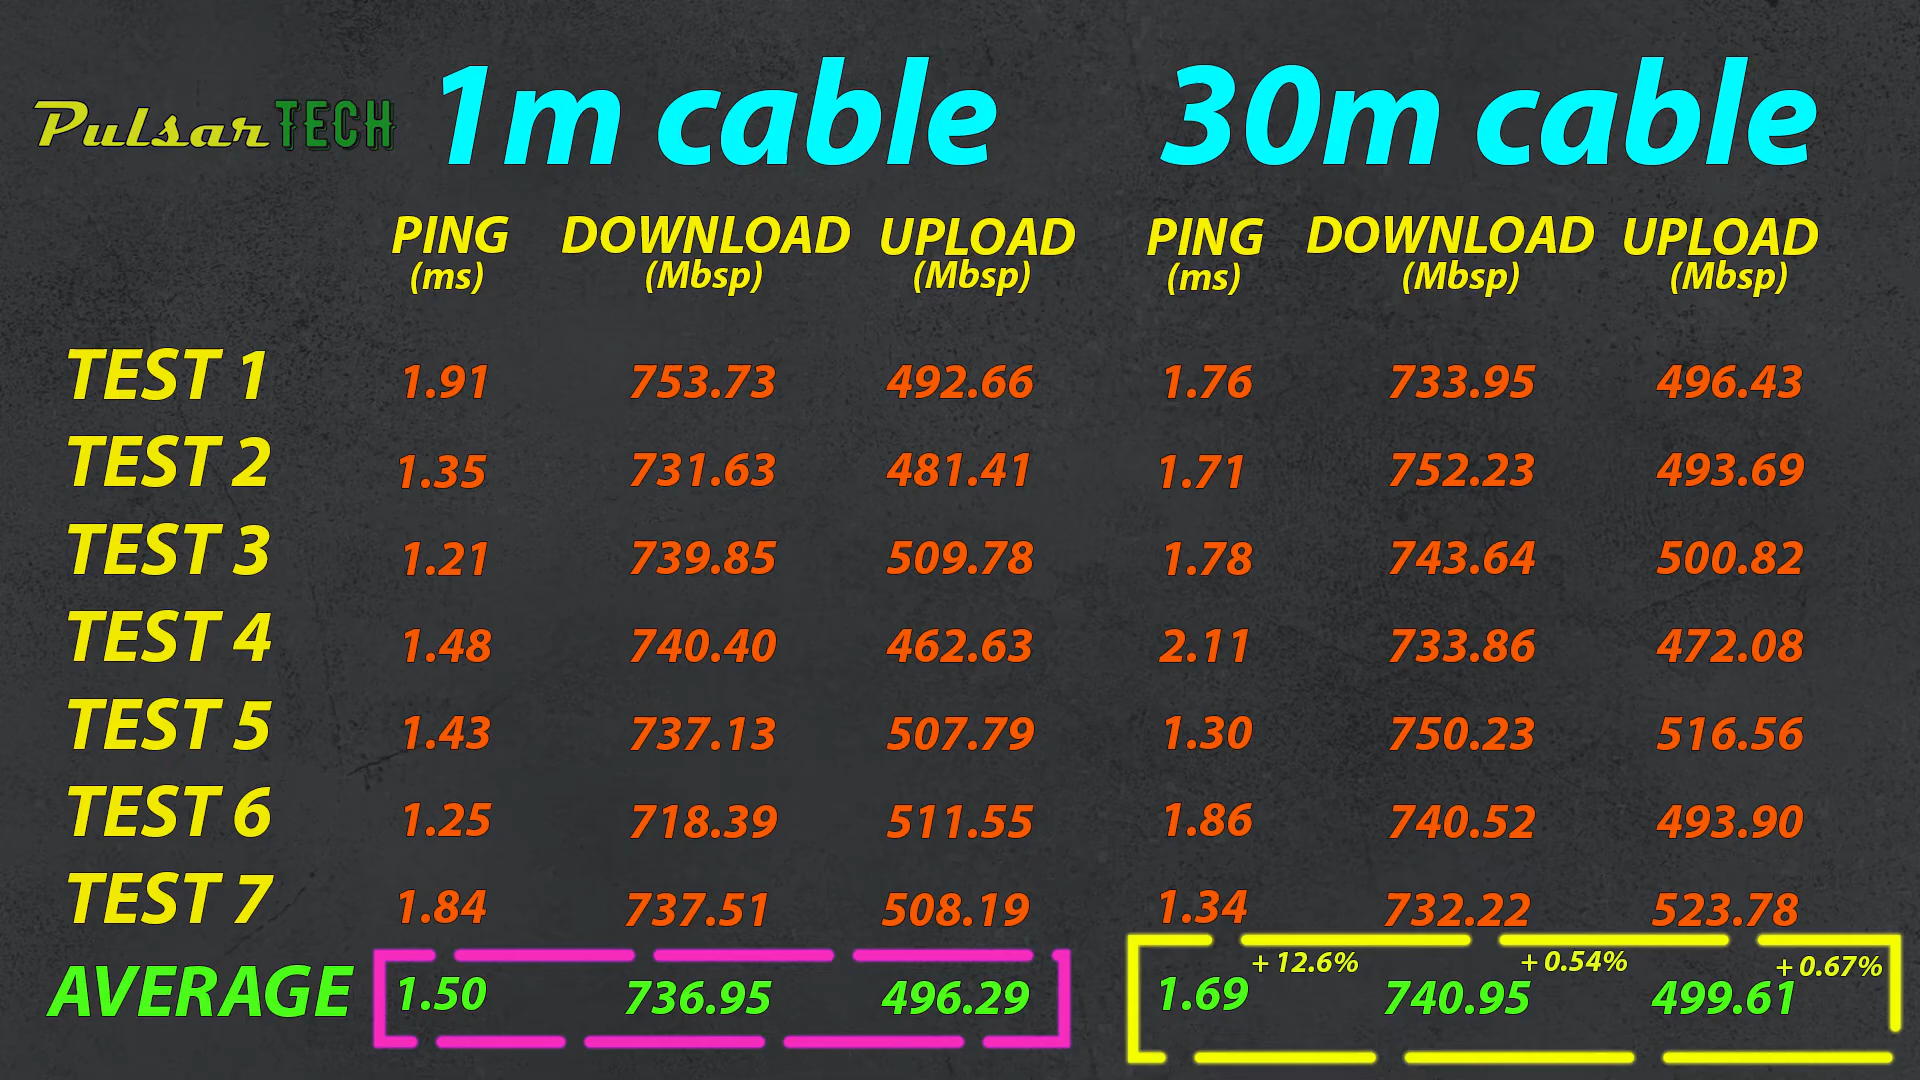 PulsarTECH 1m cable 30m cable
PING DOWNLOAD UPLOAD PING DOWNLOAD UPLOAD
(ms) (Mbsp) (Mbsp) (ms) (Mbsp) (Mbsp)
TEST 1 1.91 753.73 492.66 1.76 733.95 496.43
TEST 2 1.35 731.63 481.41 1.71 752.23 493.69
TEST 3 1.21 739.85 509.78 1.78 743.64 500.82
TEST 4 1.48 740.40 462.63 2.11 733.86 472.08
TEST 5 1.43 737.13 507.79 1.30 750.23 516.56
TEST 6 1.25 718.39 511.55 1.86 740.52 493.90
TEST 7 1.84 737.51 508.19 1.34 732.22 523.78
AVERAGE 1.50 736.95 496.29 1.69 + 12.6% 740.95 + 0.54% 499.61 + 0.67%